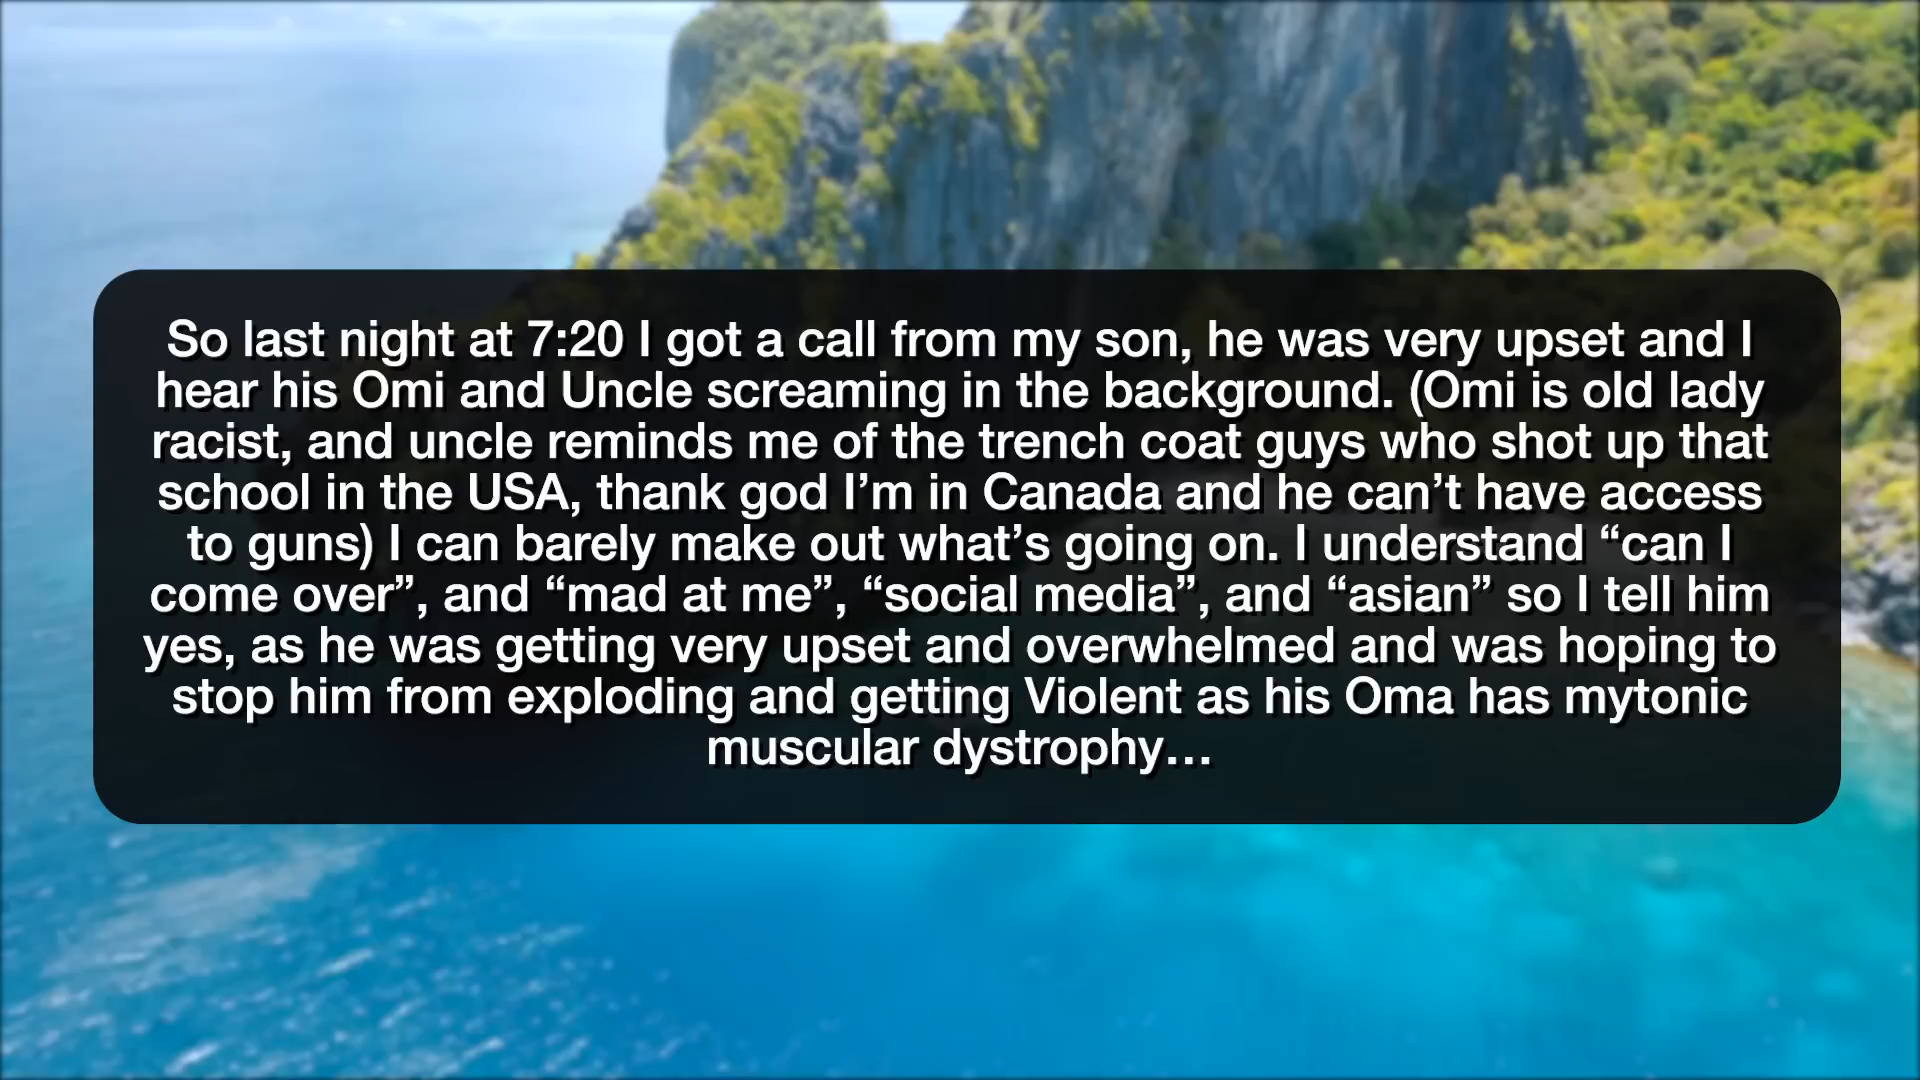 So last night at 7:20 I got a call from my son, he was very upset and I
hear his Omi and Uncle screaming in the background. (Omi is old lady
racist, and uncle reminds me of the trench coat guys who shot up that
school in the USA, thank god I’m in Canada and he can’t have access
to guns) I can barely make out what’s going on. I understand “can I
come over”, and “mad at me”, “social media”, and “asian” so I tell him
yes, as he was getting very upset and overwhelmed and was hoping to
stop him from exploding and getting Violent as his Oma has mytonic
muscular dystrophy…